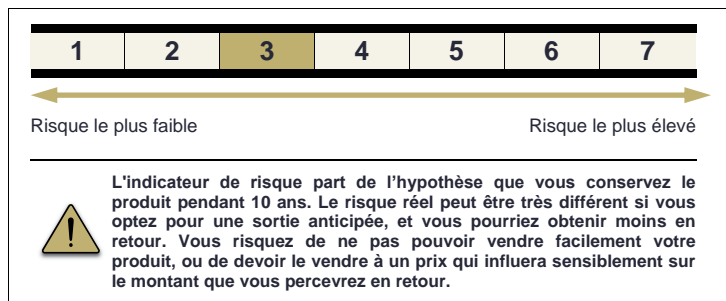 1 2 3 4 5 6 7
Risque le plus faible Risque le plus élevé
L'indicateur de risque part de l’hypothèse que vous conservez le
produit pendant 10 ans. Le risque réel peut être très différent si vous
optez pour une sortie anticipée, et vous pourriez obtenir moins en
retour. Vous risquez de ne pas pouvoir vendre facilement votre
produit, ou de devoir le vendre à un prix qui influera sensiblement sur
le montant que vous percevrez en retour.